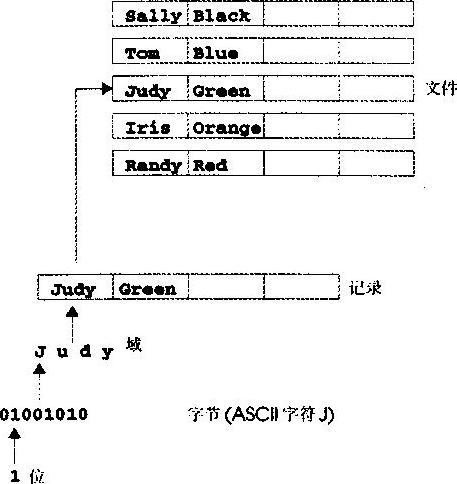 Sally Black
Tom Blue
Judy Green 文件
Iris Orange
Randy Red
Judy Green 记录
Judy 域
01001010 字节(ASCII 字符 J)
1 位